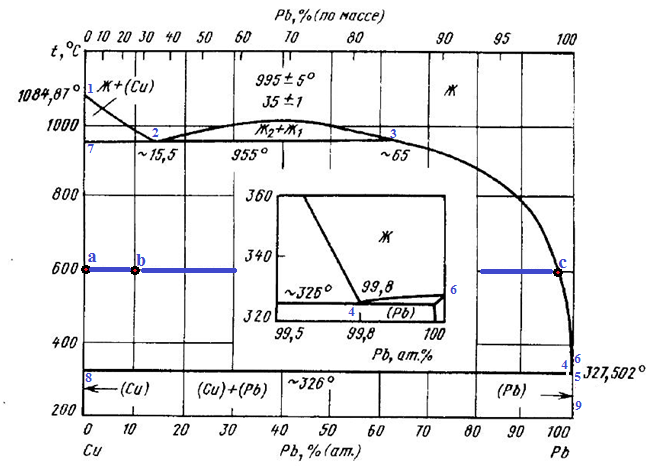 Pb, % (по массе)
0 10 30 50 60 70 80 90 95 100
t, °C
1084,87°
1
Ж+(Cu)
995±5°
35±1
Ж
1000
2
Ж₂+Ж₁
3
7
~15,5
955°
~65
800
360
Ж
340
600
a
b
c
~326°
99,8
6
4
(Pb)
320
99,5
99,8
100
Pb, ат.%
400
6
4
5
327,502°
8
(Cu)
(Cu)+(Pb)
~326°
(Pb)
9
200
0 10 20 30 40 50 60 70 80 90 100
Cu
Pb, % (ат.)
Pb